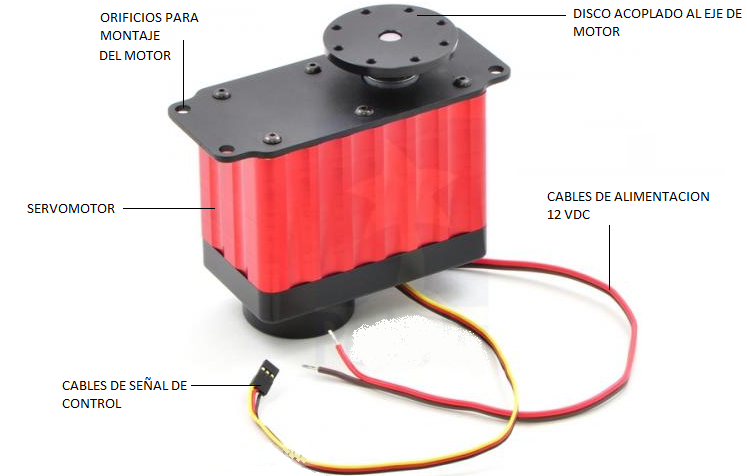 ORIFICIOS PARA
MONTAJE
DEL MOTOR
DISCO ACOPLADO AL EJE DE
MOTOR
SERVOMOTOR
CABLES DE ALIMENTACION
12 VDC
CABLES DE SEÑAL DE
CONTROL